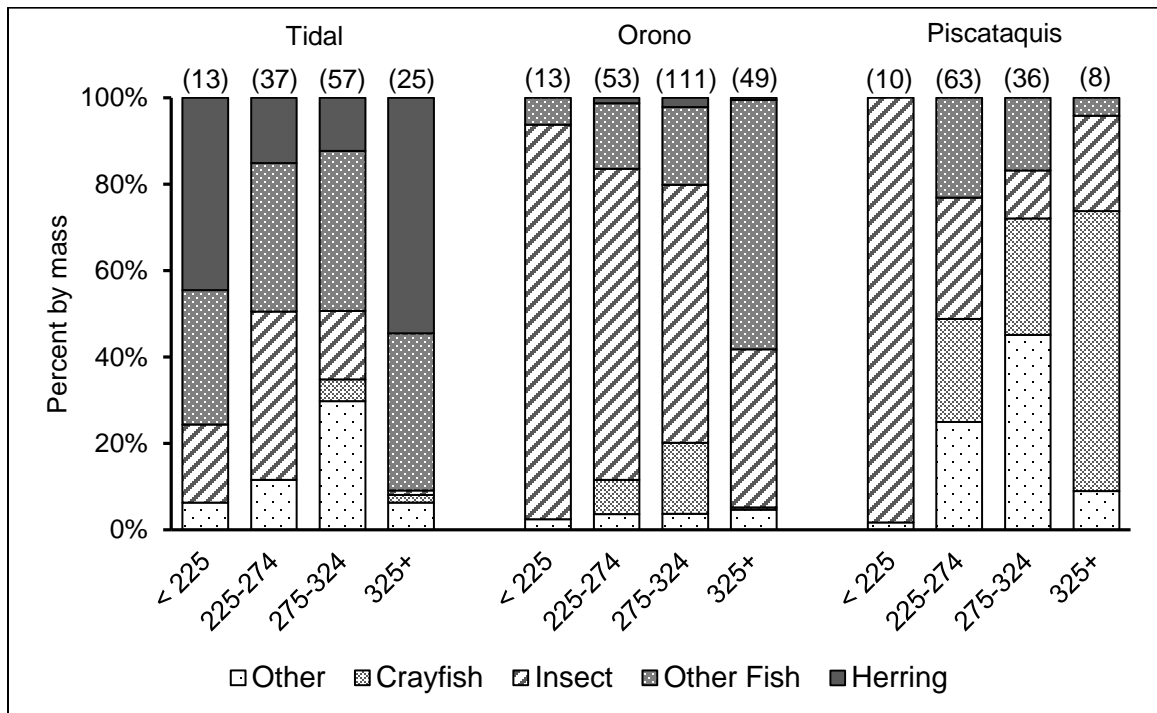 Tidal Orono Piscataquis
(13) (37) (57) (25) (13) (53) (111) (49) (10) (63) (36) (8)
100%
80%
60%
40%
20%
0%
Percent by mass
< 225 225-274 275-324 325+ < 225 225-274 275-324 325+ < 225 225-274 275-324 325+
Other Crayfish Insect Other Fish Herring